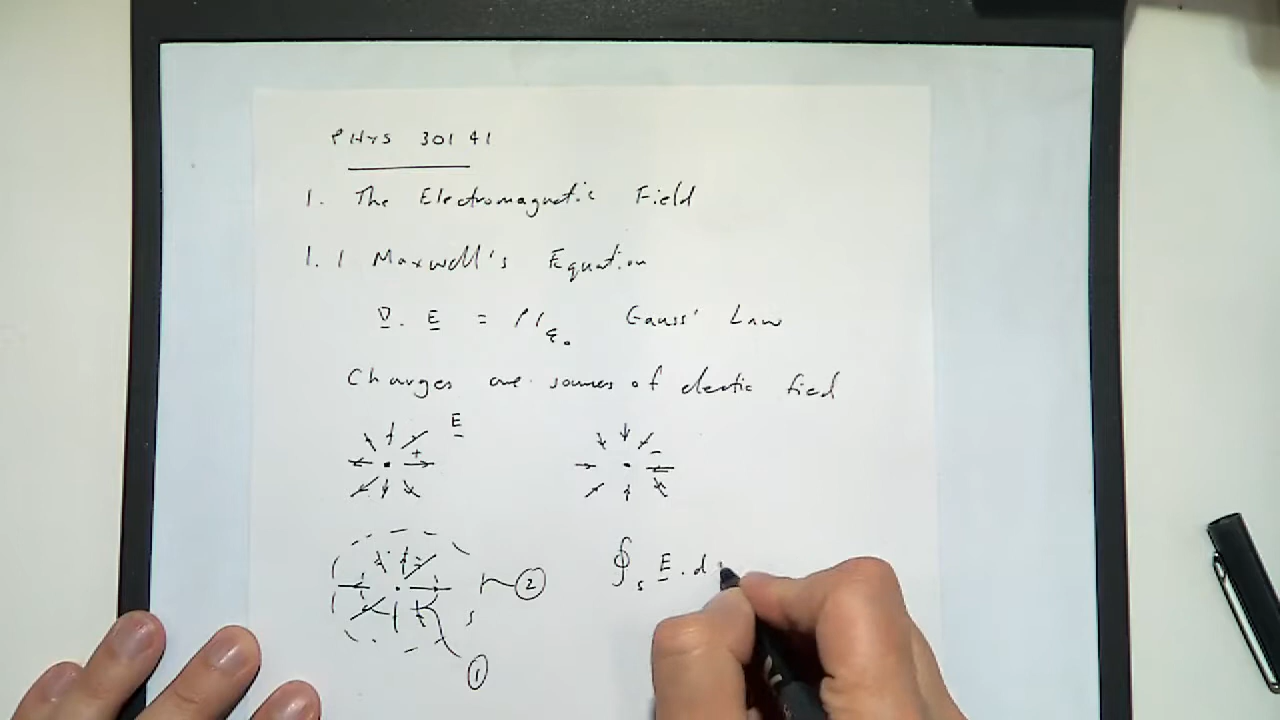 PHYS 30141
1. The Electromagnetic Field
1.1 Maxwell's Equation
∇. E = ρ/ε₀ Gauss' Law
Charges are sources of electic field
E
+ −
②
∮ₛ E . d
①